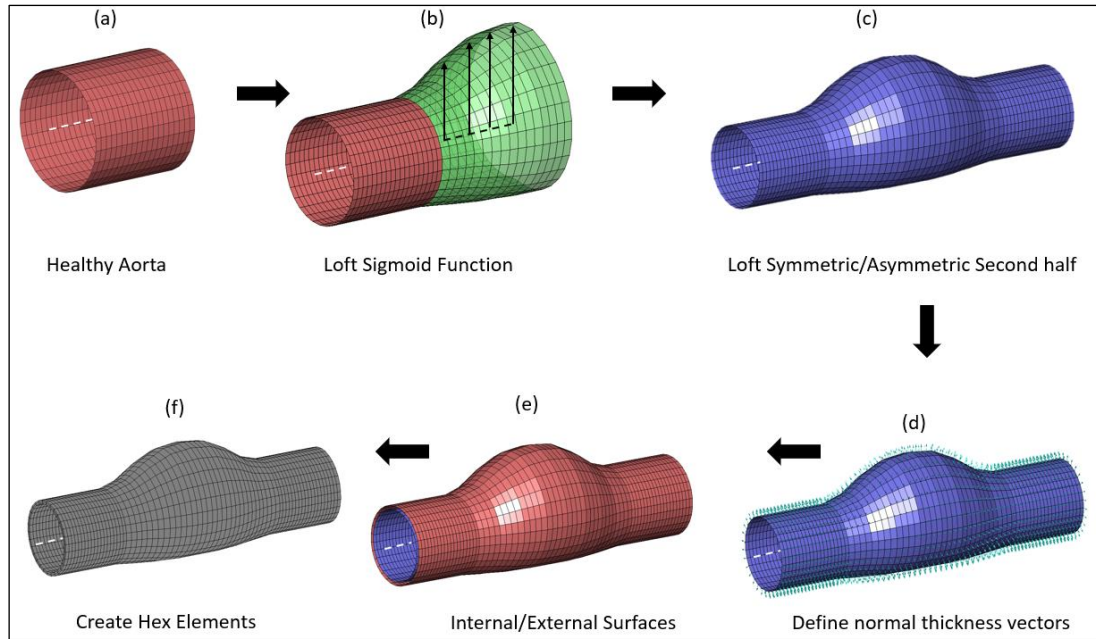 (a)
(b)
(c)
Healthy Aorta
Loft Sigmoid Function
Loft Symmetric/Asymmetric Second half
(d)
(e)
(f)
Define normal thickness vectors
Internal/External Surfaces
Create Hex Elements